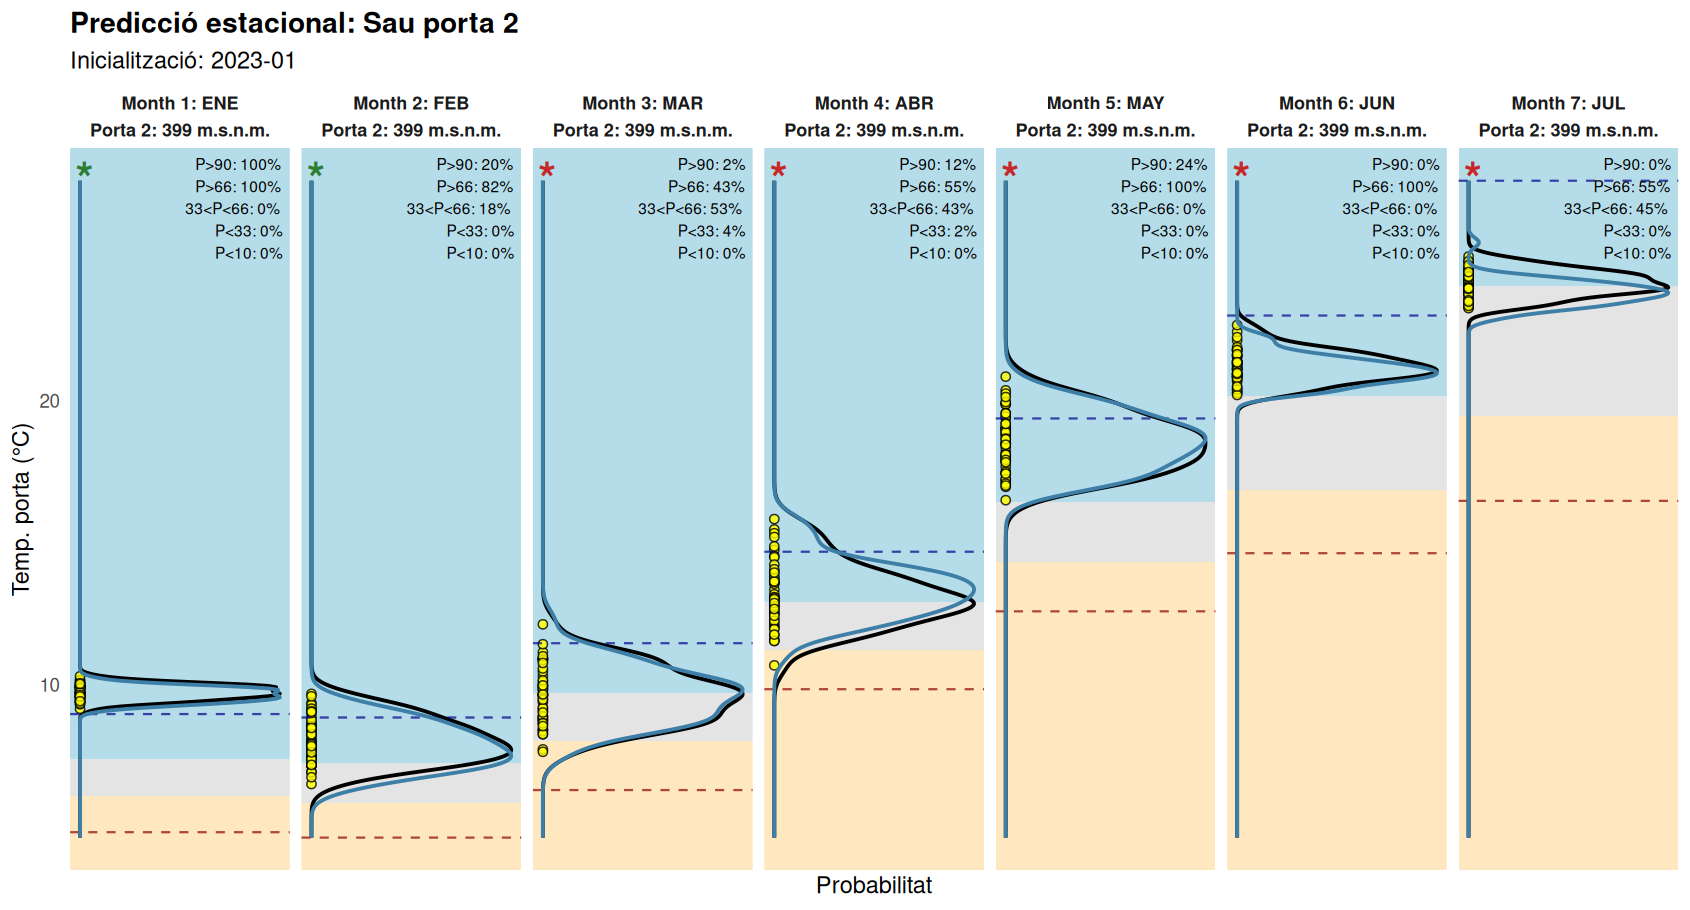 Predicció estacional: Sau porta 2
Inicialització: 2023-01
Month 1: ENE
Porta 2: 399 m.s.n.m.
Month 2: FEB
Porta 2: 399 m.s.n.m.
Month 3: MAR
Porta 2: 399 m.s.n.m.
Month 4: ABR
Porta 2: 399 m.s.n.m.
Month 5: MAY
Porta 2: 399 m.s.n.m.
Month 6: JUN
Porta 2: 399 m.s.n.m.
Month 7: JUL
Porta 2: 399 m.s.n.m.
*
P>90: 100%
P>66: 100%
33<P<66: 0%
P<33: 0%
P<10: 0%
*
P>90: 20%
P>66: 82%
33<P<66: 18%
P<33: 0%
P<10: 0%
*
P>90: 2%
P>66: 43%
33<P<66: 53%
P<33: 4%
P<10: 0%
*
P>90: 12%
P>66: 55%
33<P<66: 43%
P<33: 2%
P<10: 0%
*
P>90: 24%
P>66: 100%
33<P<66: 0%
P<33: 0%
P<10: 0%
*
P>90: 0%
P>66: 100%
33<P<66: 0%
P<33: 0%
P<10: 0%
*
P>90: 0%
P>66: 55%
33<P<66: 45%
P<33: 0%
P<10: 0%
20
10
Temp. porta (°C)
Probabilitat